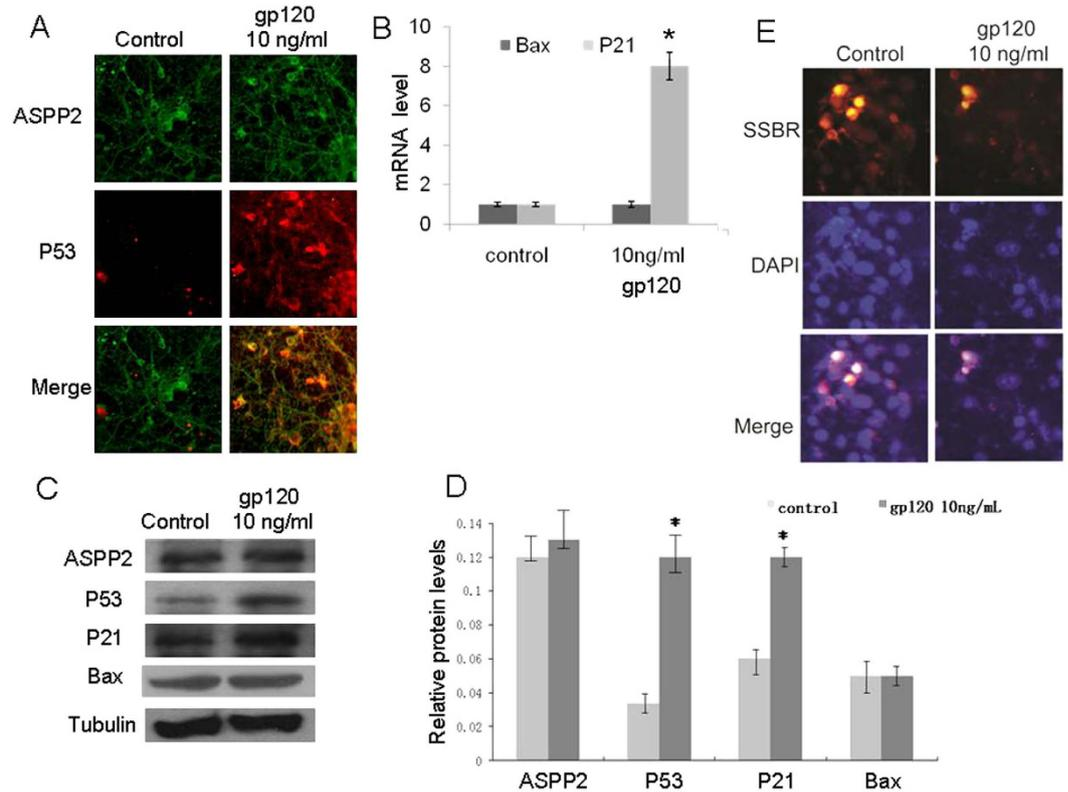 A
Control
gp120
10 ng/ml
ASPP2
P53
Merge
B
10
8
6
4
2
0
mRNA level
Bax
P21
*
control
10ng/ml
gp120
E
Control
gp120
10 ng/ml
SSBR
DAPI
Merge
C
Control
gp120
10 ng/ml
ASPP2
P53
P21
Bax
Tubulin
D
control
gp120 10ng/mL
0.14
0.12
0.1
0.08
0.06
0.04
0.02
0
Relative protein levels
*
*
ASPP2
P53
P21
Bax